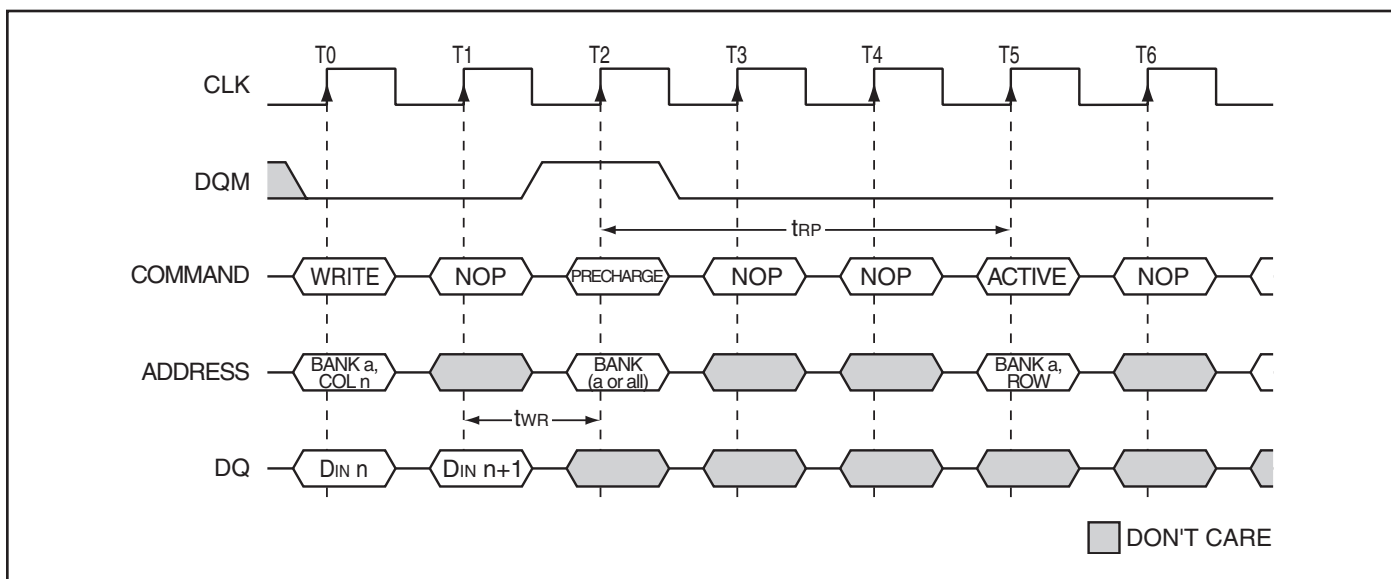 T0 T1 T2 T3 T4 T5 T6
CLK
DQM
tRP
COMMAND WRITE NOP PRECHARGE NOP NOP ACTIVE NOP
ADDRESS BANK a, COL n BANK (a or all) BANK a, ROW
tWR
DQ DIN n DIN n+1
DON'T CARE